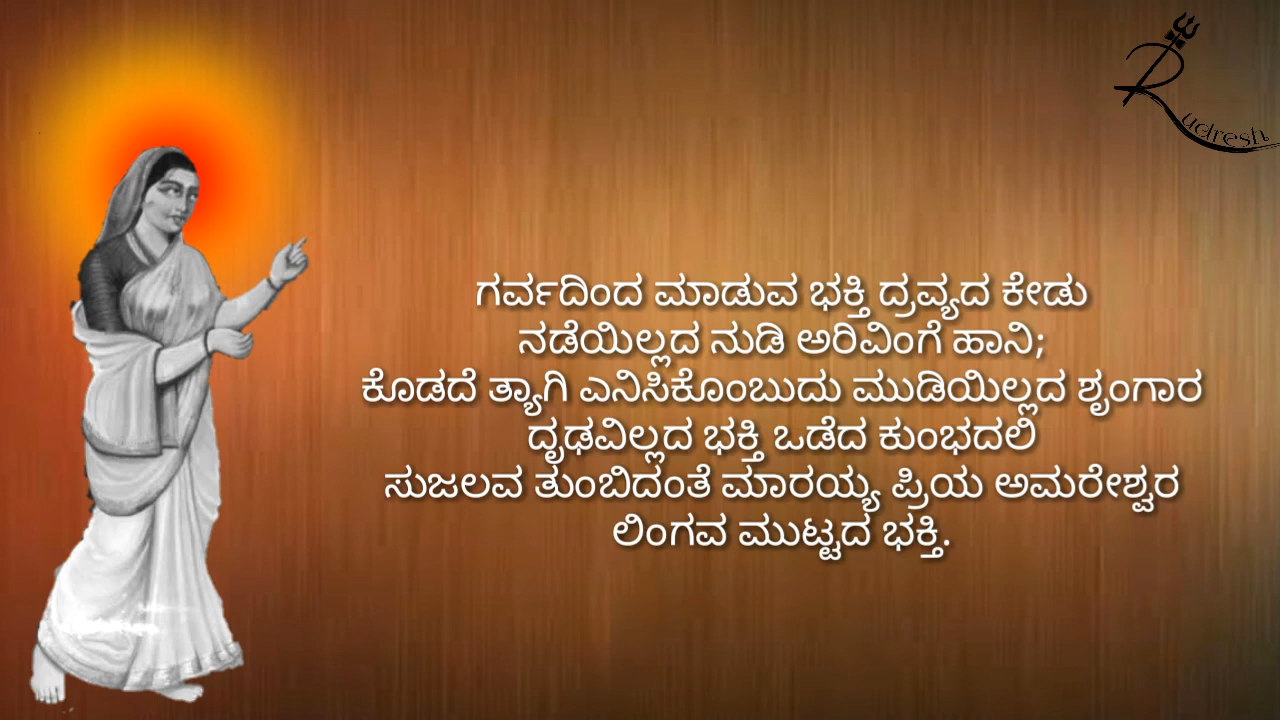 Rudresh
ಗರ್ವದಿಂದ ಮಾಡುವ ಭಕ್ತಿ ದ್ರವ್ಯದ ಕೇಡು
ನಡೆಯಿಲ್ಲದ ನುಡಿ ಅರಿವಿಂಗೆ ಹಾನಿ;
ಕೊಡದೆ ತ್ಯಾಗಿ ಎನಿಸಿಕೊಂಬುದು ಮುಡಿಯಿಲ್ಲದ ಶೃಂಗಾರ
ದೃಢವಿಲ್ಲದ ಭಕ್ತಿ ಒಡೆದ ಕುಂಭದಲಿ
ಸುಜಲವ ತುಂಬಿದಂತೆ ಮಾರಯ್ಯ ಪ್ರಿಯ ಅಮರೇಶ್ವರ
ಲಿಂಗವ ಮುಟ್ಟದ ಭಕ್ತಿ.